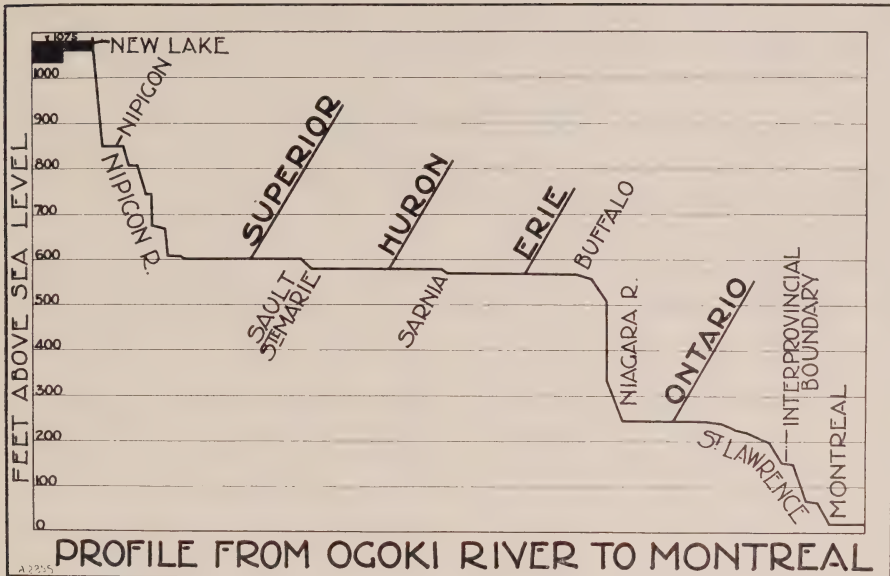 1075
NEW LAKE
1000
900
800
700
600
500
400
300
200
100
0
FEET ABOVE SEA LEVEL
NIPIGON
NIPIGON R.
SUPERIOR
SAULT
STE MARIE
HURON
SARNIA
ERIE
BUFFALO
NIAGARA R.
ONTARIO
ST. LAWRENCE
INTERPROVINCIAL
BOUNDARY
MONTREAL
PROFILE FROM OGOKI RIVER TO MONTREAL